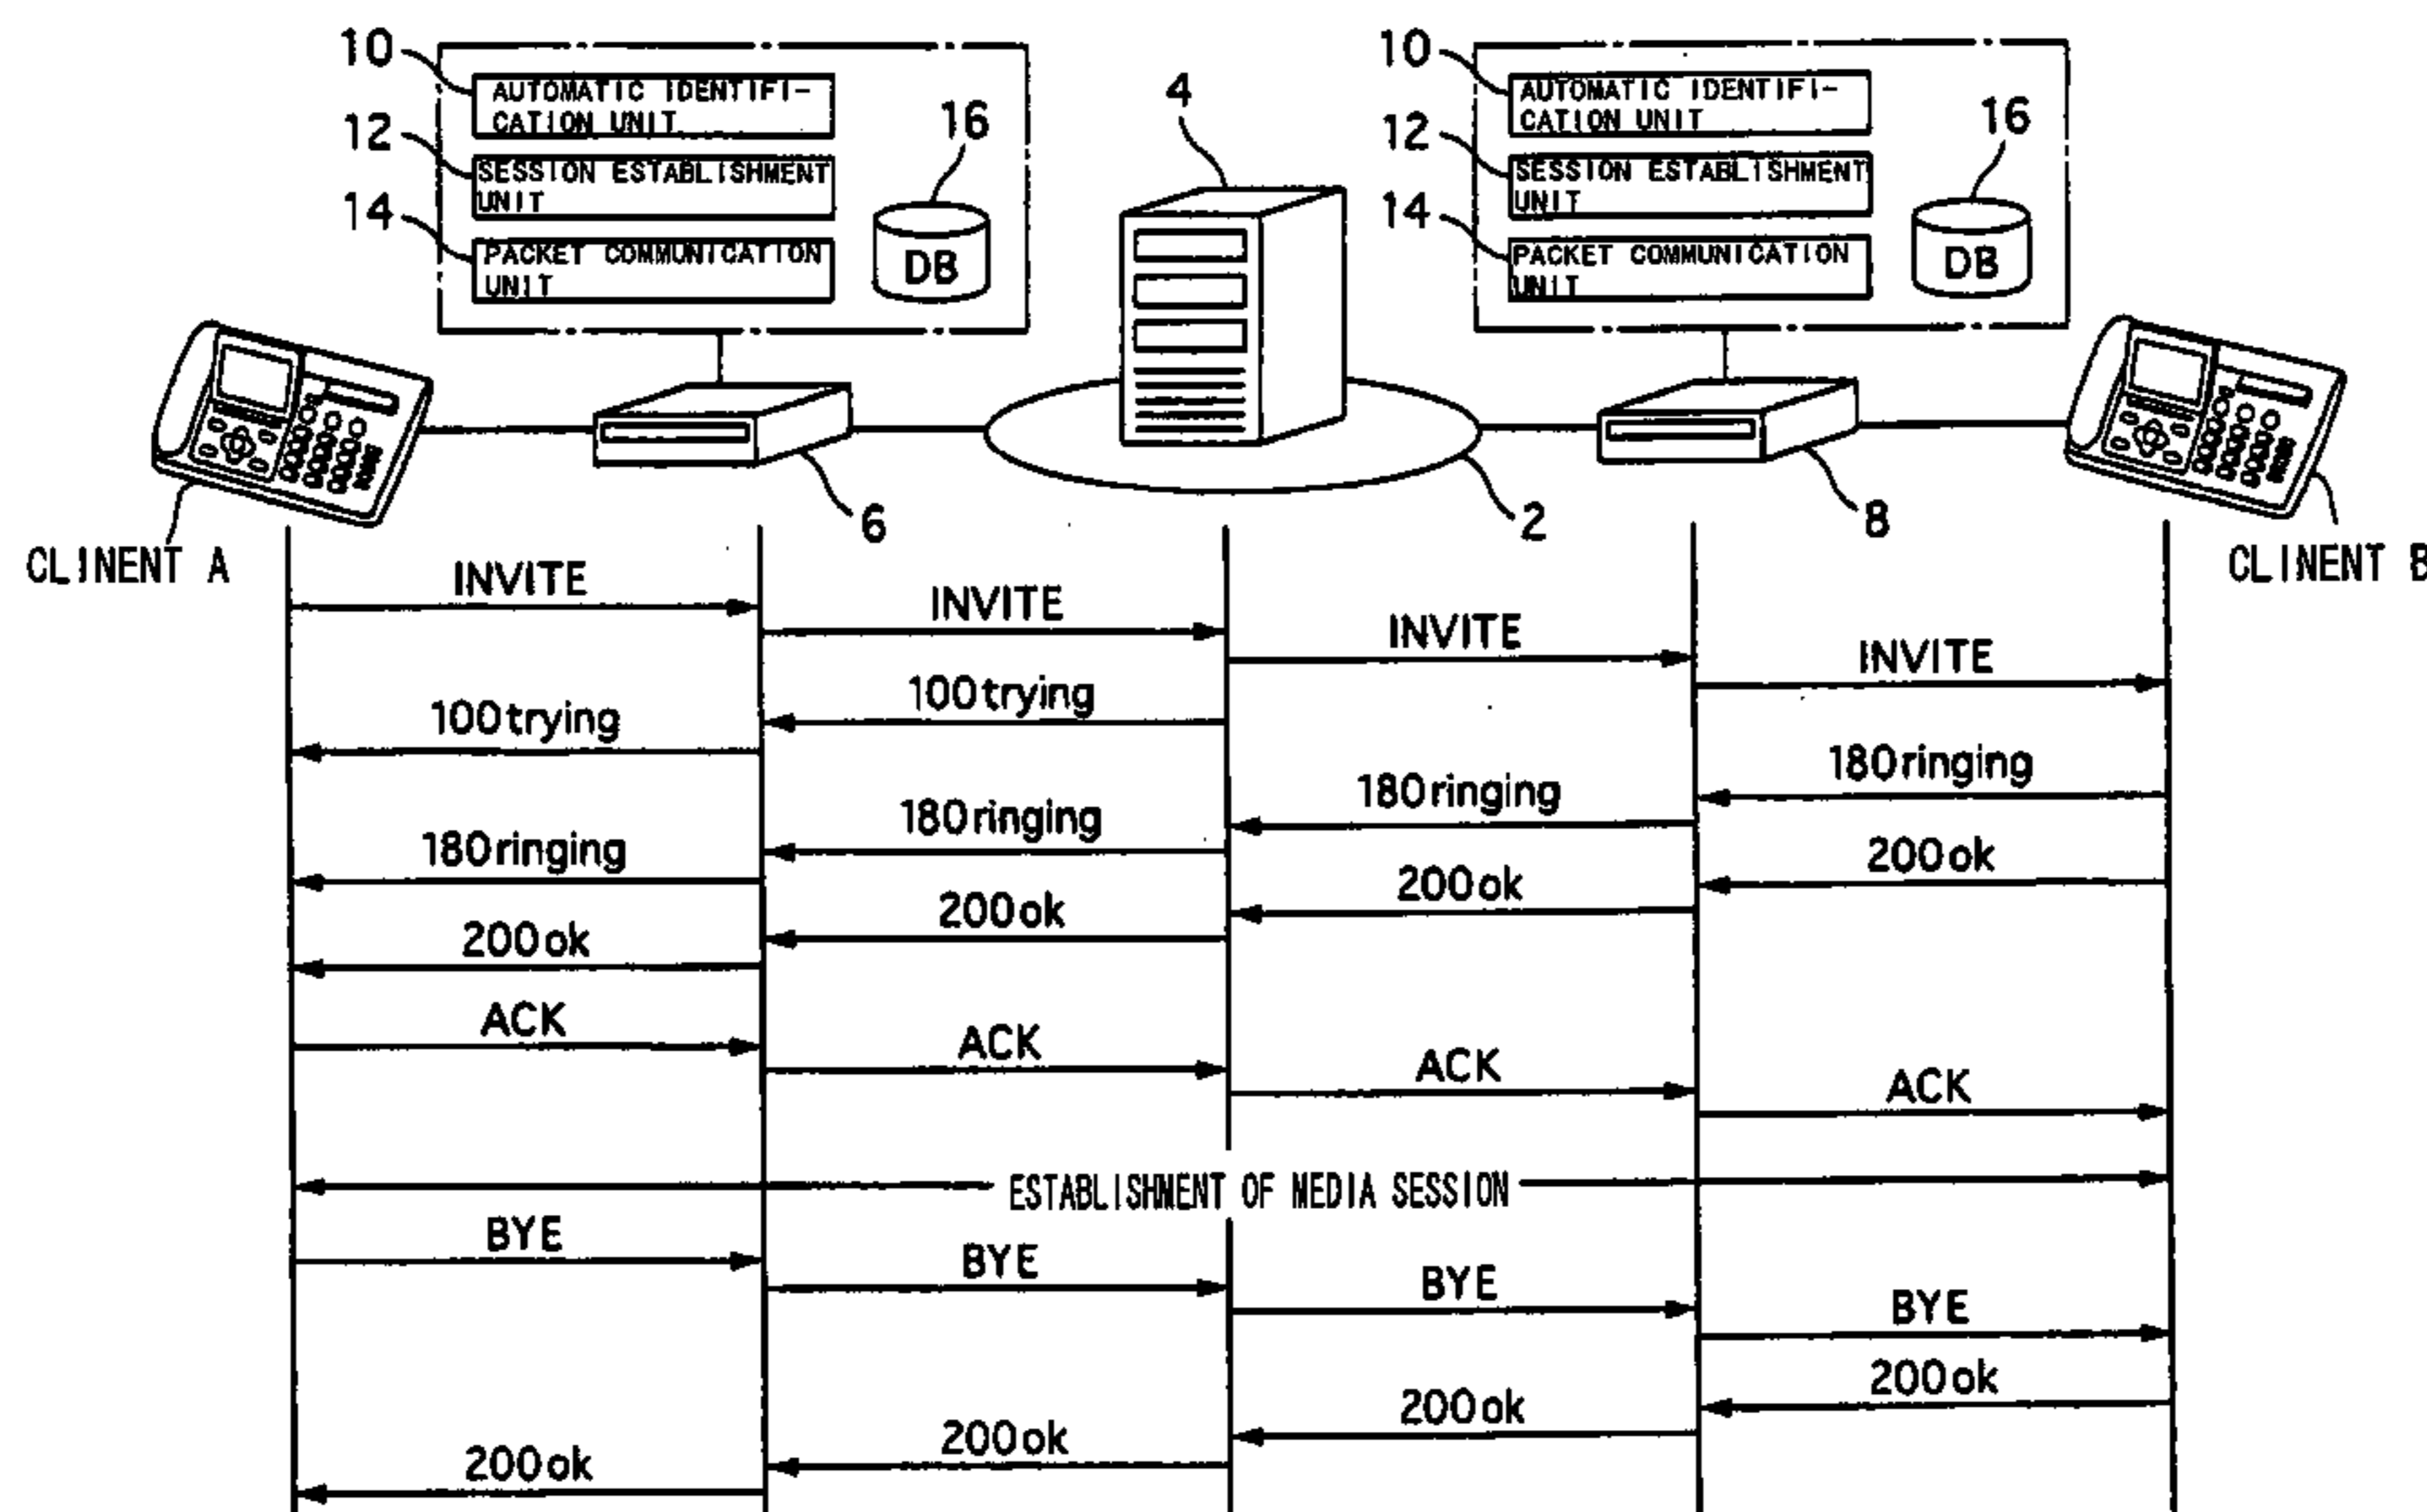 10
AUTOMATIC IDENTIFI-
CATION UNIT
12
SESSION ESTABLISHMENT
UNIT
14
PACKET COMMUNICATION
UNIT
16
DB
4
10
AUTOMATIC IDENTIFI-
CATION UNIT
12
SESSION ESTABLISHMENT
UNIT
14
PACKET COMMUNICATION
UNIT
16
DB
6
2
8
CLINENT A
CLINENT B
INVITE
INVITE
INVITE
INVITE
100trying
100trying
180ringing
180ringing
180ringing
180ringing
200ok
200ok
200ok
200ok
ACK
ACK
ACK
ACK
ESTABLISHMENT OF MEDIA SESSION
BYE
BYE
BYE
BYE
200ok
200ok
200ok
200ok